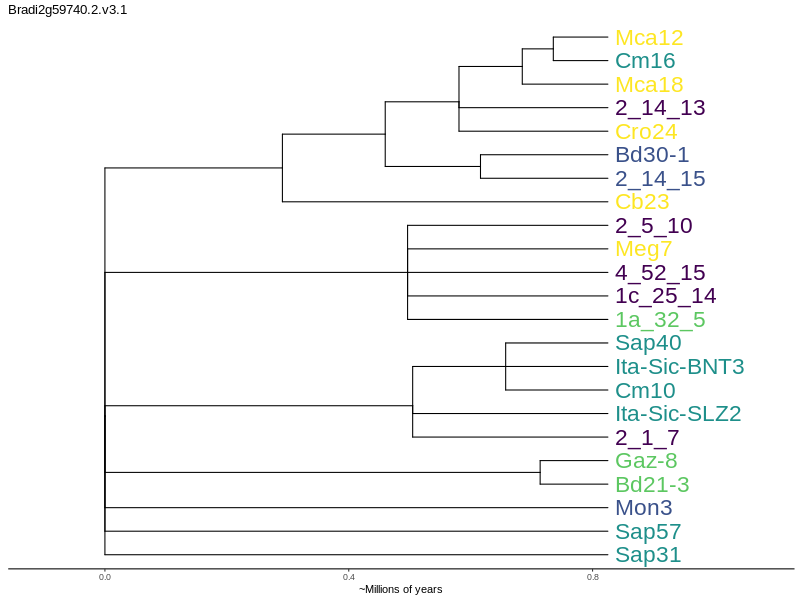 Bradi2g59740.2.v3.1
Mca12
Cm16
Mca18
2_14_13
Cro24
Bd30-1
2_14_15
Cb23
2_5_10
Meg7
4_52_15
1c_25_14
1a_32_5
Sap40
Ita-Sic-BNT3
Cm10
Ita-Sic-SLZ2
2_1_7
Gaz-8
Bd21-3
Mon3
Sap57
Sap31
0.0 0.4 0.8
~Millions of years